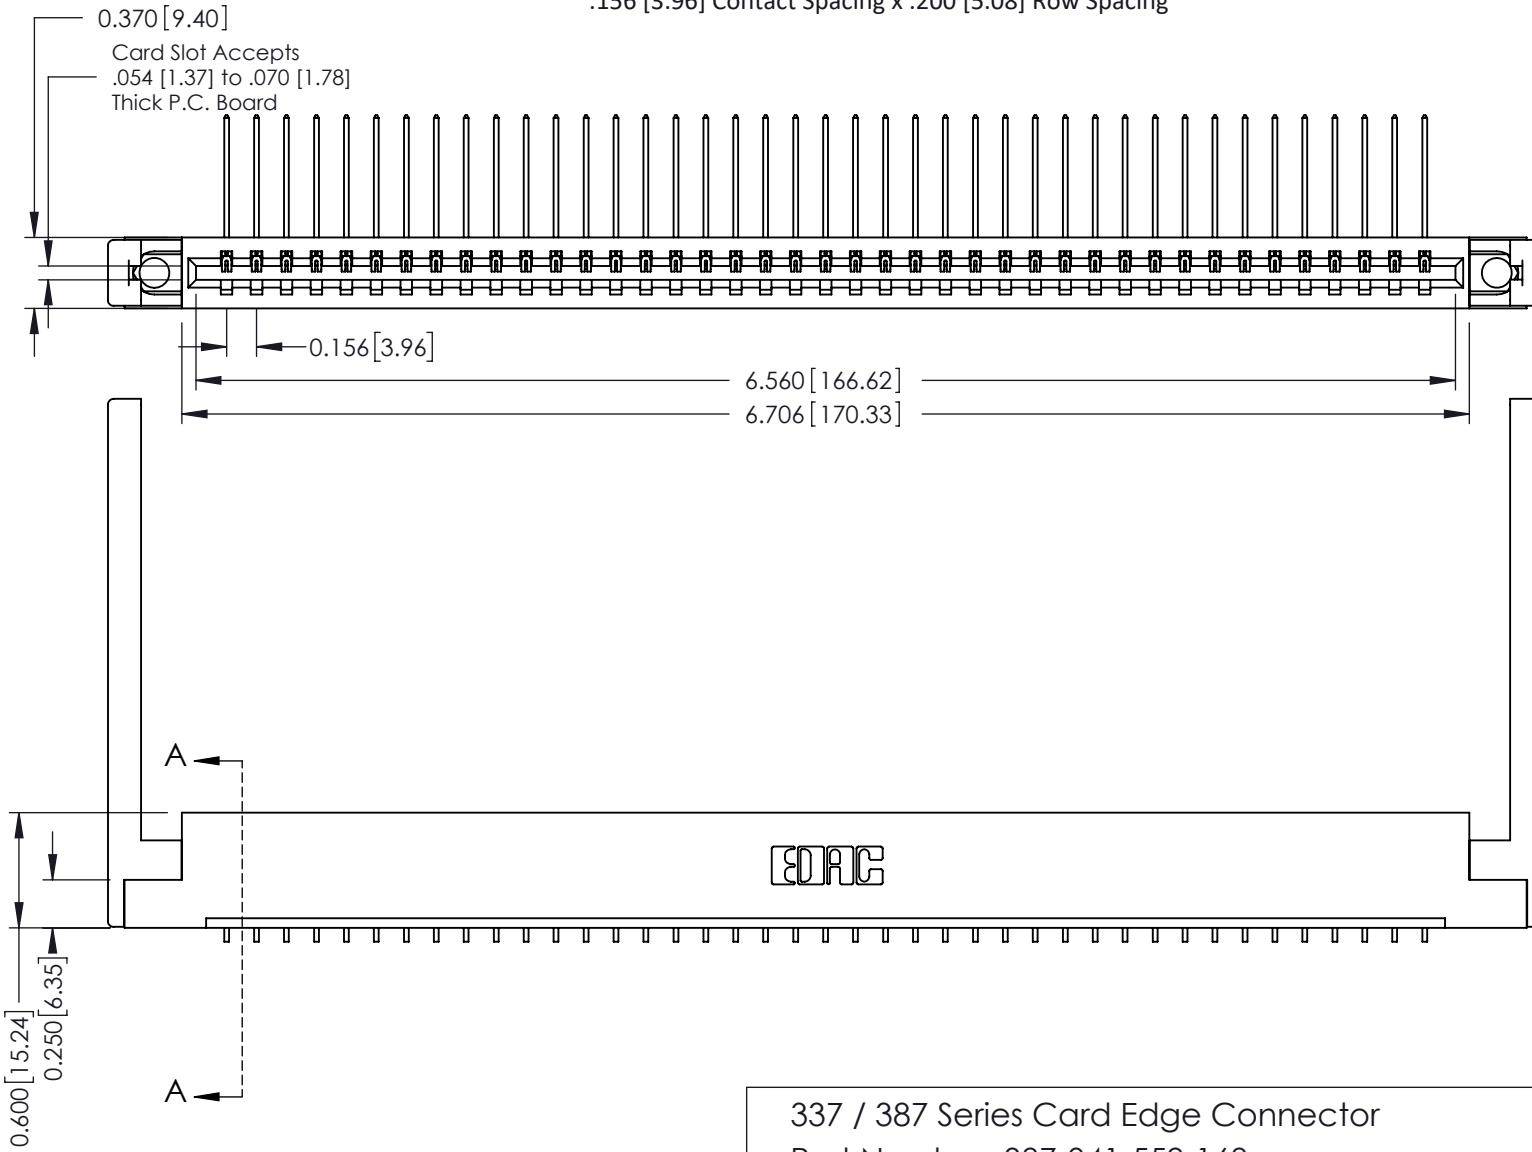 .156 [3.96] Contact Spacing x .200 [5.08] Row Spacing
0.370 [9.40]
Card Slot Accepts
.054 [1.37] to .070 [1.78]
Thick P.C. Board
0.156 [3.96]
6.560 [166.62]
6.706 [170.33]
A
EDAC
0.600 [15.24]
0.250 [6.35]
A
337 / 387 Series Card Edge Connector